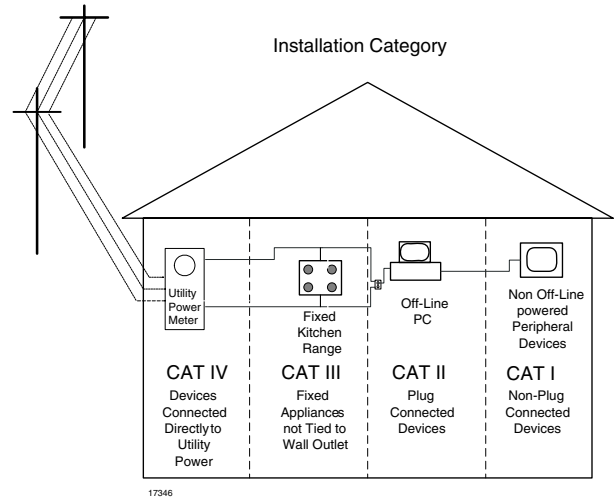 Installation Category
Utility
Power
Meter
Fixed
Kitchen
Range
Off-Line
PC
Non Off-Line
powered
Peripheral
Devices
CAT IV
Devices
Connected
Directly to
Utility
Power
CAT III
Fixed
Appliances
not Tied to
Wall Outlet
CAT II
Plug
Connected
Devices
CAT I
Non-Plug
Connected
Devices
17346